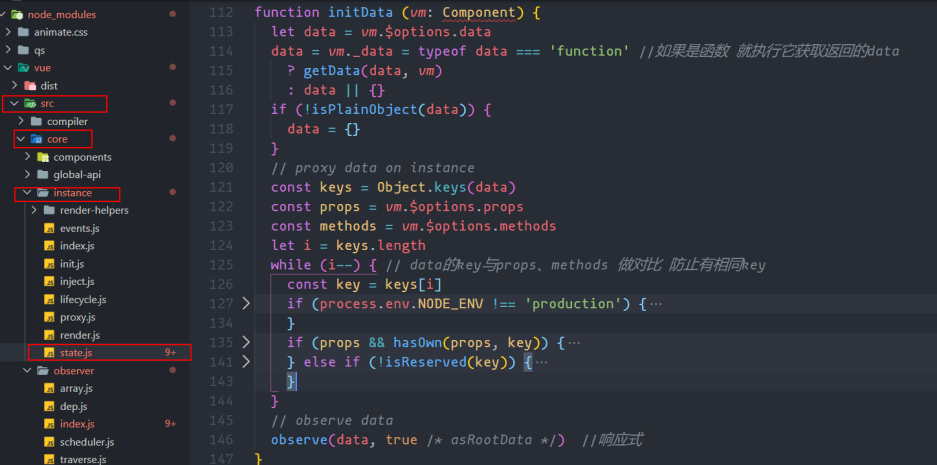 node_modules
animate.css
qs
vue
dist
src
compiler
core
components
global-api
instance
render-helpers
events.js
index.js
init.js
inject.js
lifecycle.js
proxy.js
render.js
state.js 9+
observer
array.js
dep.js
index.js 9+
scheduler.js
traverse.js
112 function initData (vm: Component) {
113 let data = vm.$options.data
114 data = vm._data = typeof data === 'function' //如果是函数 就执行它获取返回的data
115 ? getData(data, vm)
116 : data || {}
117 if (!isPlainObject(data)) {
118 data = {}
119 }
120 // proxy data on instance
121 const keys = Object.keys(data)
122 const props = vm.$options.props
123 const methods = vm.$options.methods
124 let i = keys.length
125 while (i--) { // data的key与props、methods 做对比 防止有相同key
126 const key = keys[i]
127 if (process.env.NODE_ENV !== 'production') {…
134 }
135 if (props && hasOwn(props, key)) {…
141 } else if (!isReserved(key)) {…
143 }
144 }
145 // observe data
146 observe(data, true /* asRootData */) //响应式
147 }